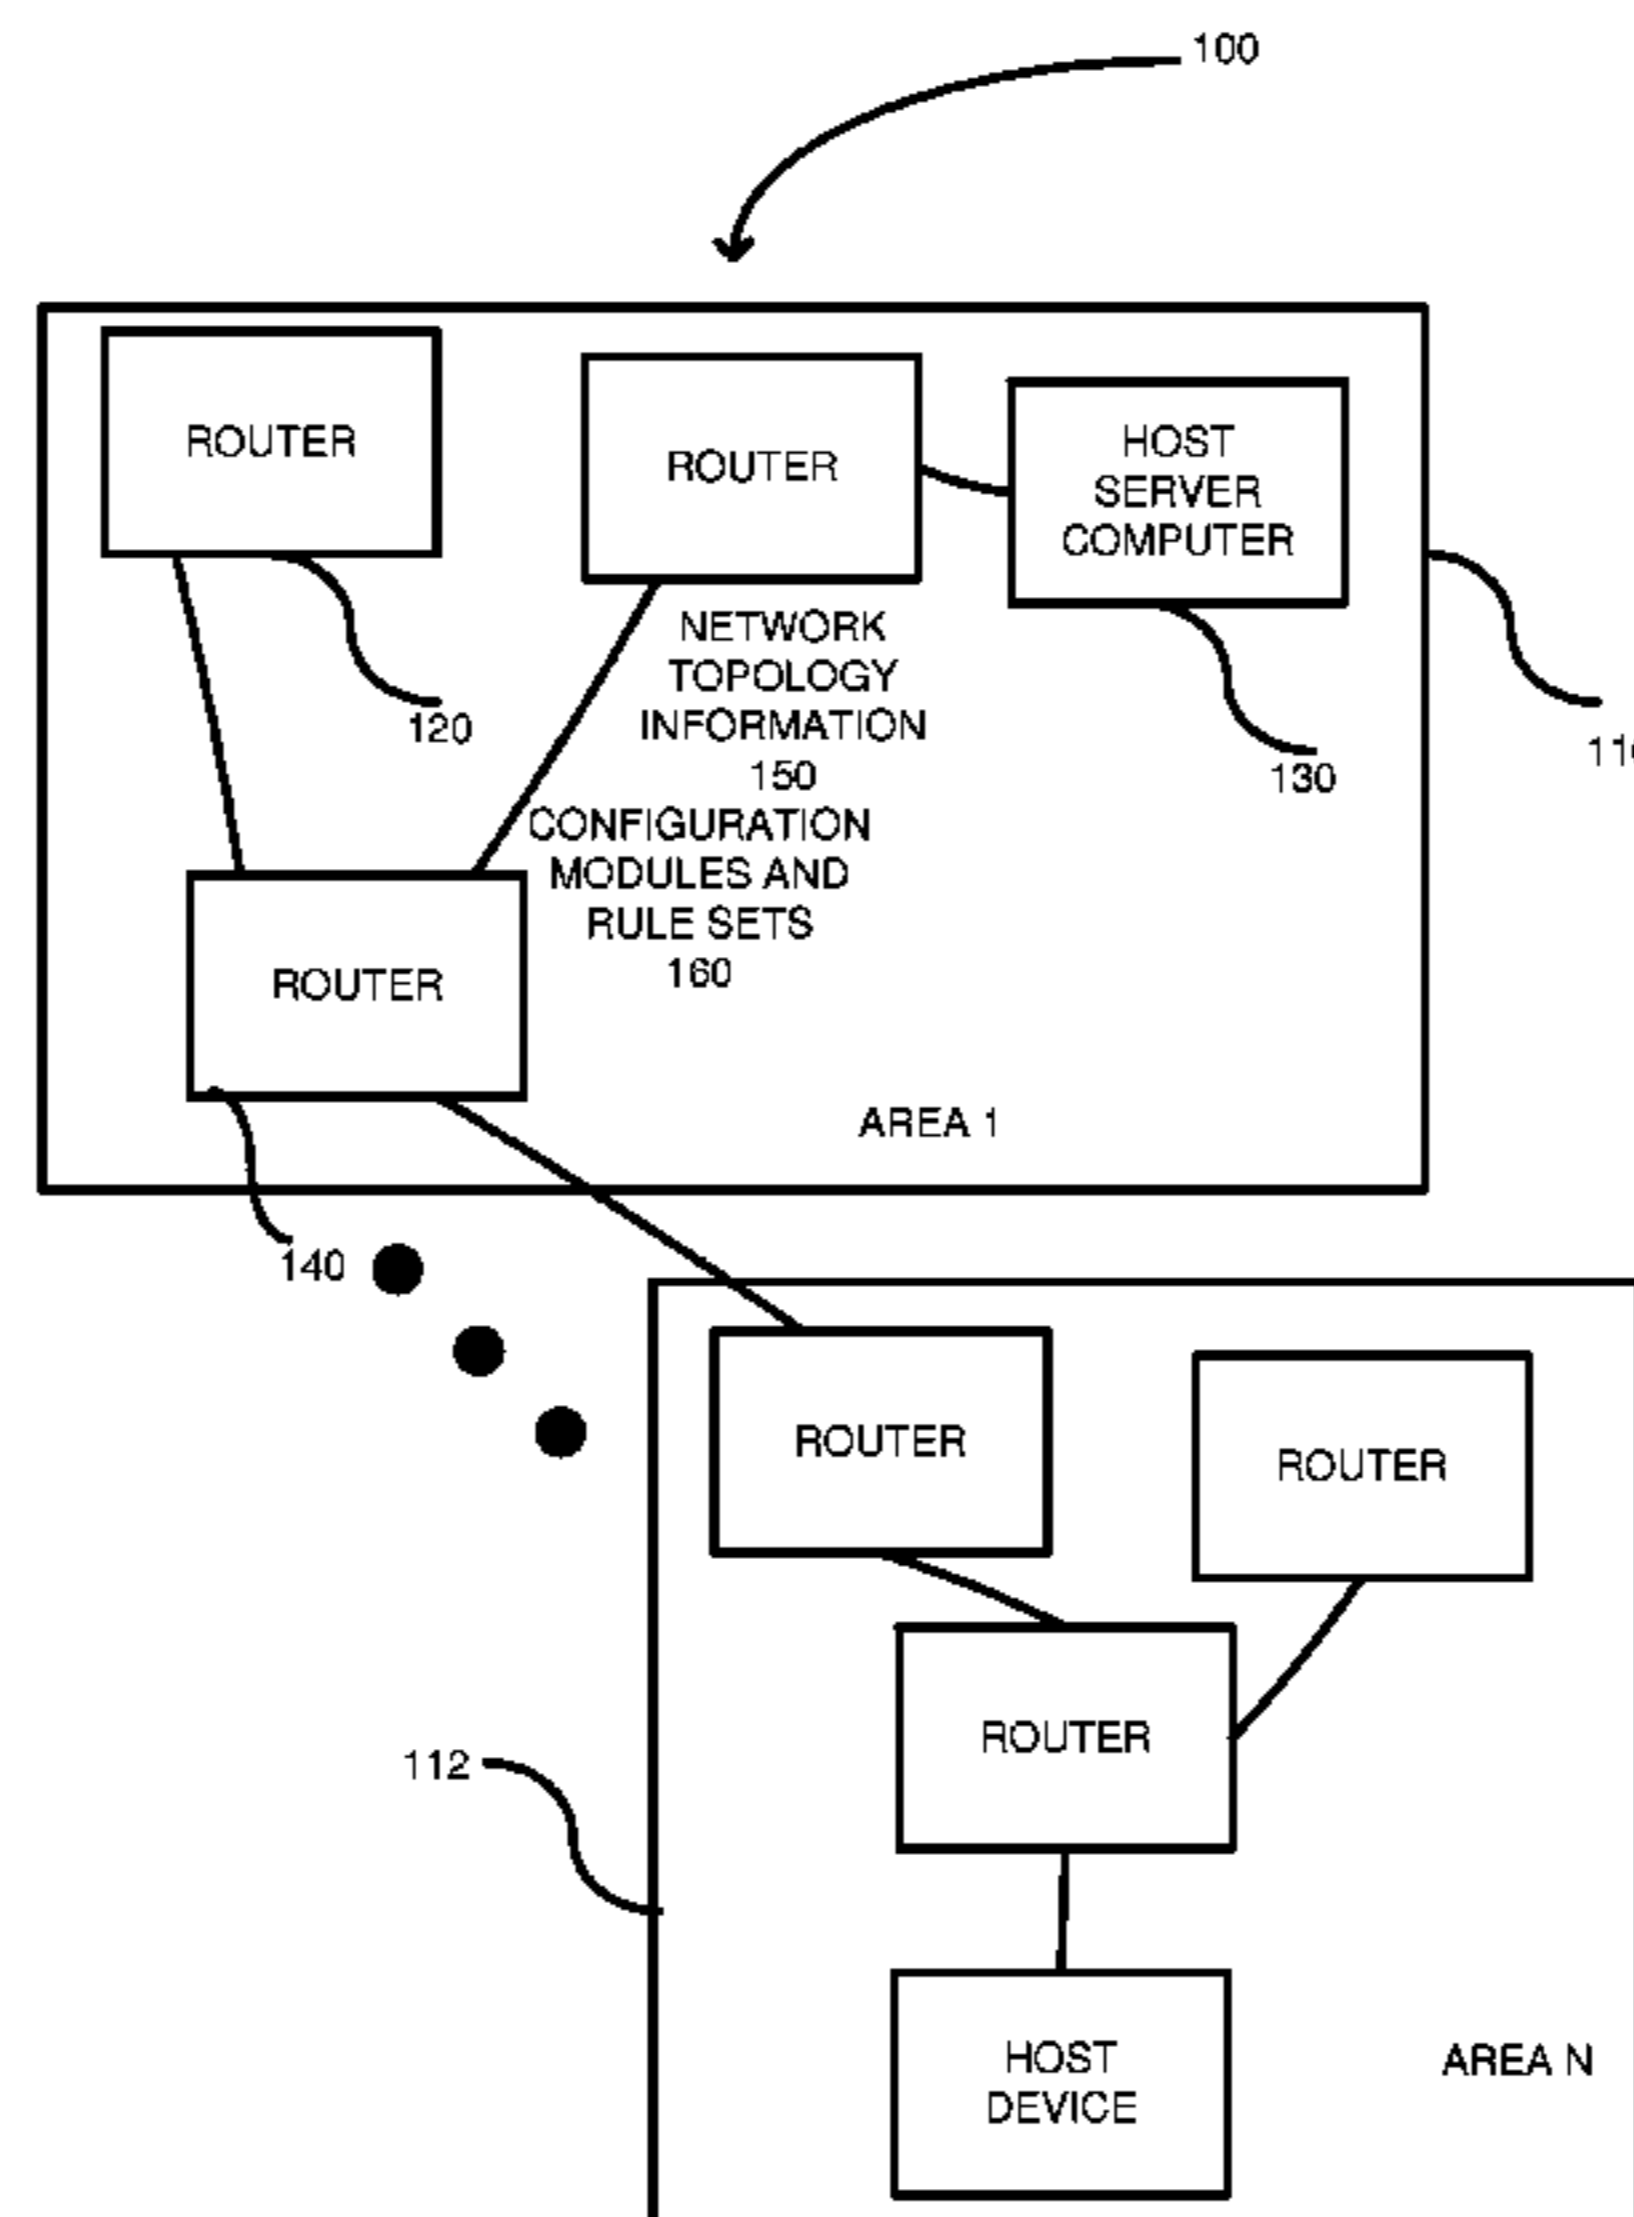 100
ROUTER
ROUTER
HOST
SERVER
COMPUTER
NETWORK
TOPOLOGY
INFORMATION
150
120
130
CONFIGURATION
MODULES AND
RULE SETS
160
ROUTER
AREA 1
140
ROUTER
ROUTER
ROUTER
112
HOST
DEVICE
AREA N